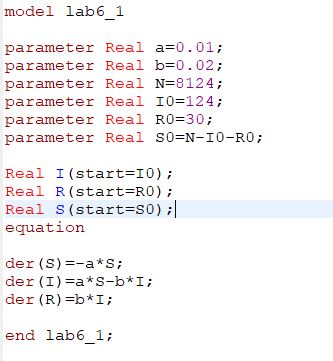 model lab6_1
parameter Real a=0.01;
parameter Real b=0.02;
parameter Real N=8124;
parameter Real I0=124;
parameter Real R0=30;
parameter Real S0=N-I0-R0;
Real I(start=I0);
Real R(start=R0);
Real S(start=S0);
equation
der(S)=-a*S;
der(I)=a*S-b*I;
der(R)=b*I;
end lab6_1;